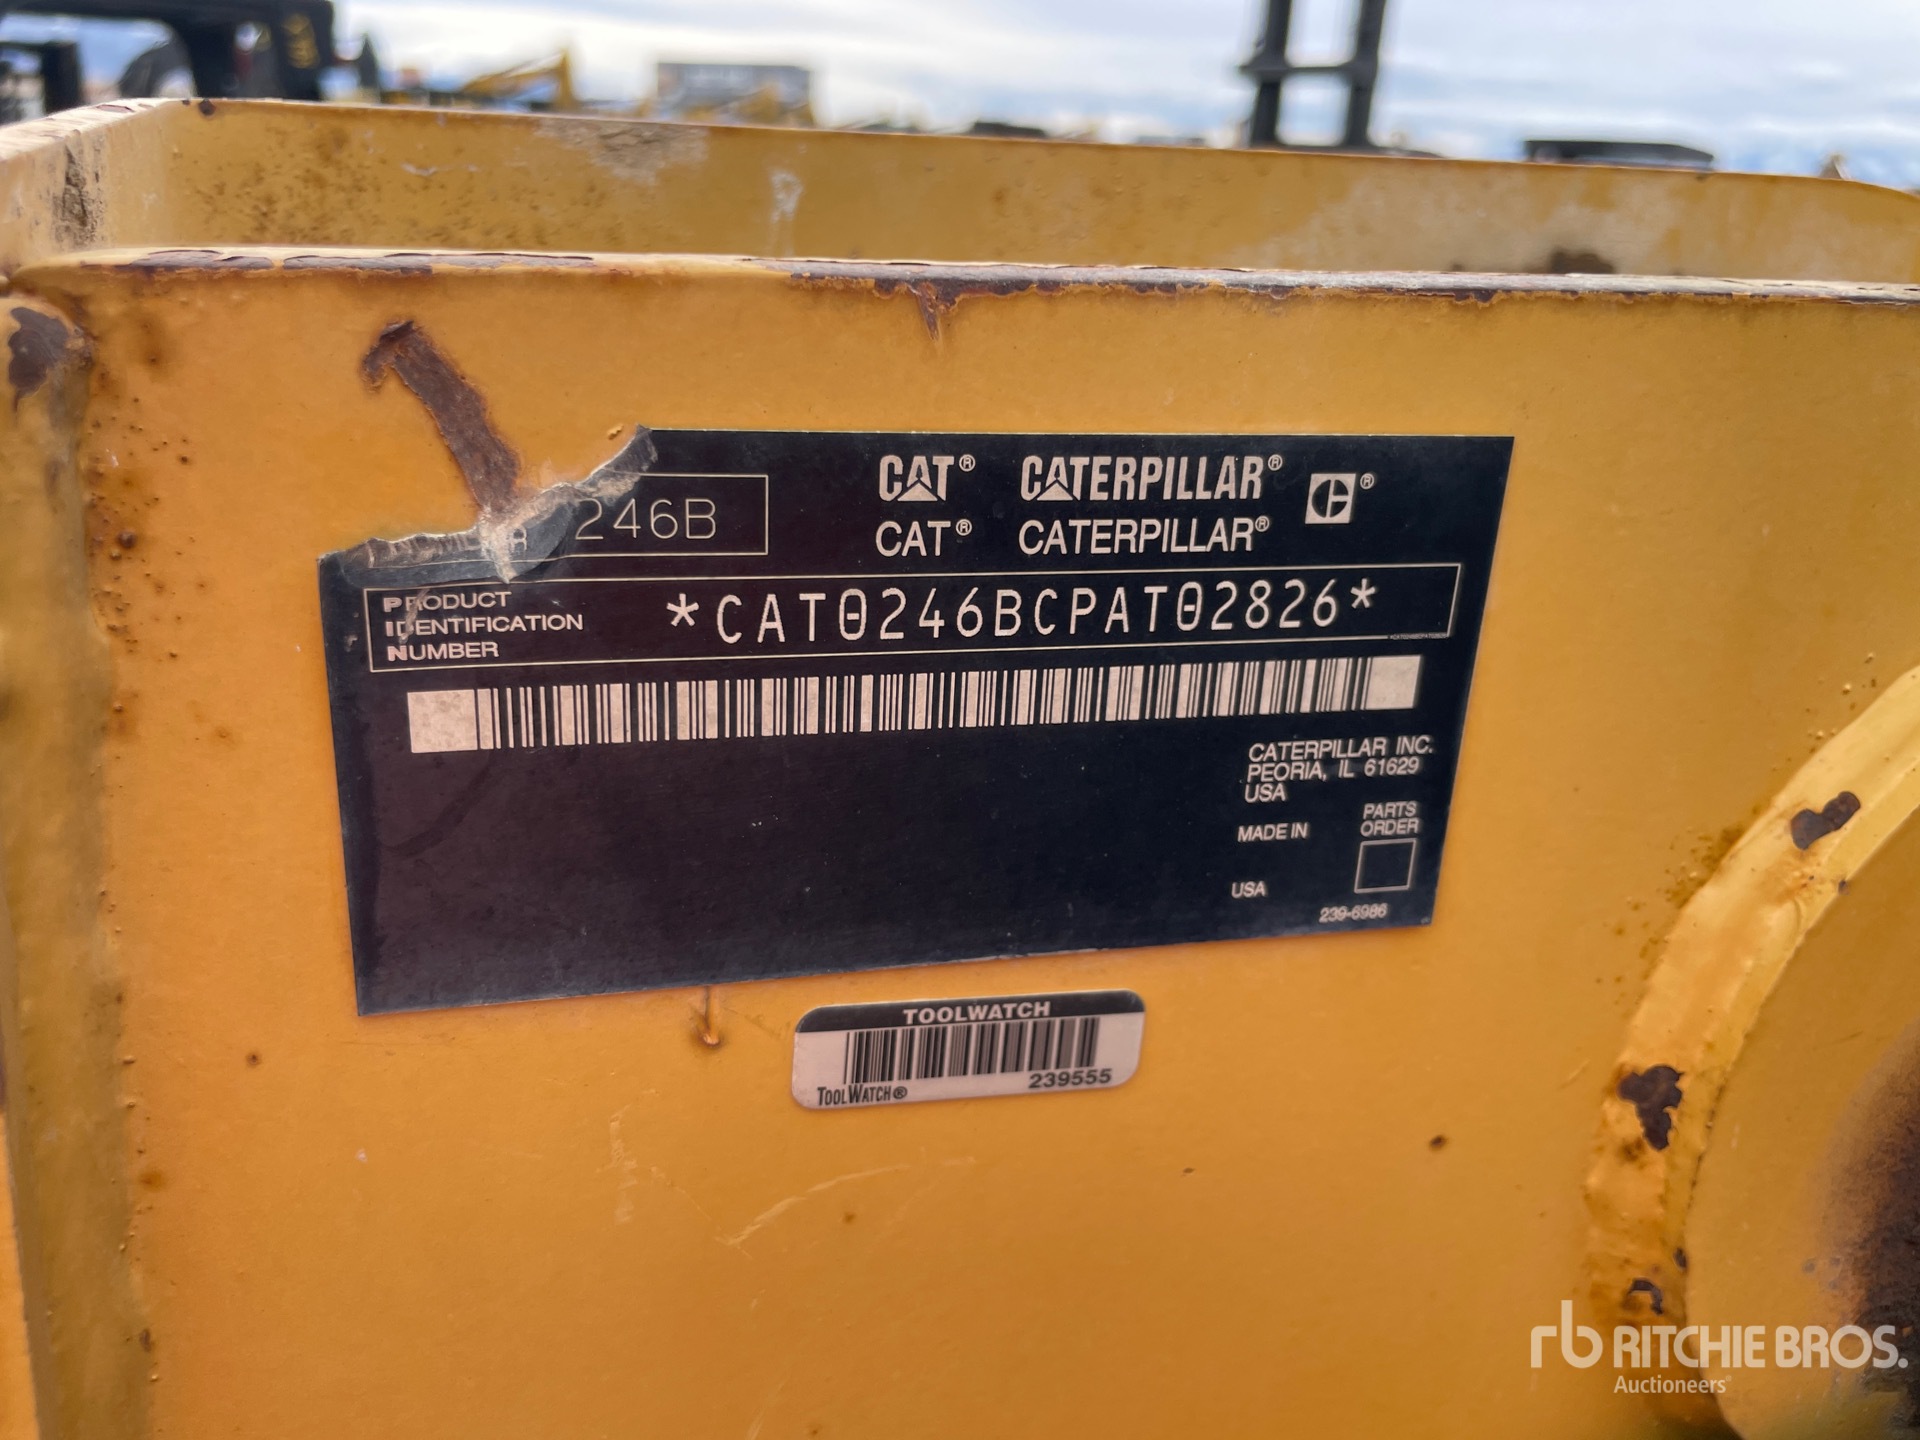 246B
CAT® CATERPILLAR® ®
CAT® CATERPILLAR®
PRODUCT
IDENTIFICATION
NUMBER
*CAT0246BCPAT02826*
CATERPILLAR INC.
PEORIA, IL 61629
USA
MADE IN
USA
PARTS
ORDER
239-6986
TOOLWATCH
TOOLWATCH® 239555
rb RITCHIE BROS.
Auctioneers